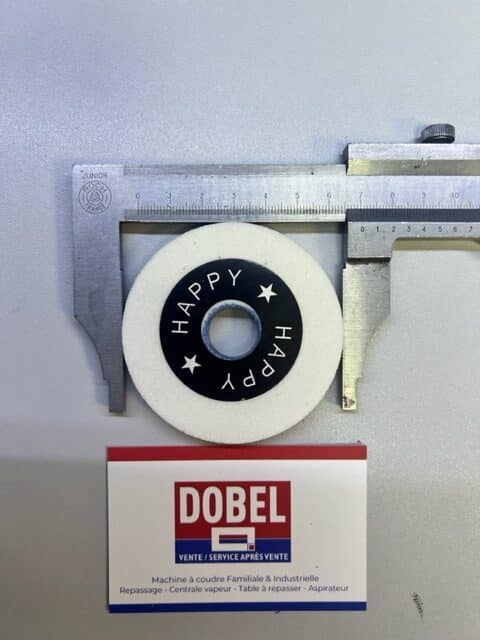 JUNIOR
0 1 2 3 4 5 6 7 8 9 10
0 1 2 3 4 5 6 7
HAPPY
HAPPY
DOBEL
VENTE / SERVICE APRÈS VENTE
Machine à coudre Familiale & Industrielle
Repassage - Centrale vapeur - Table à repasser - Aspirateur